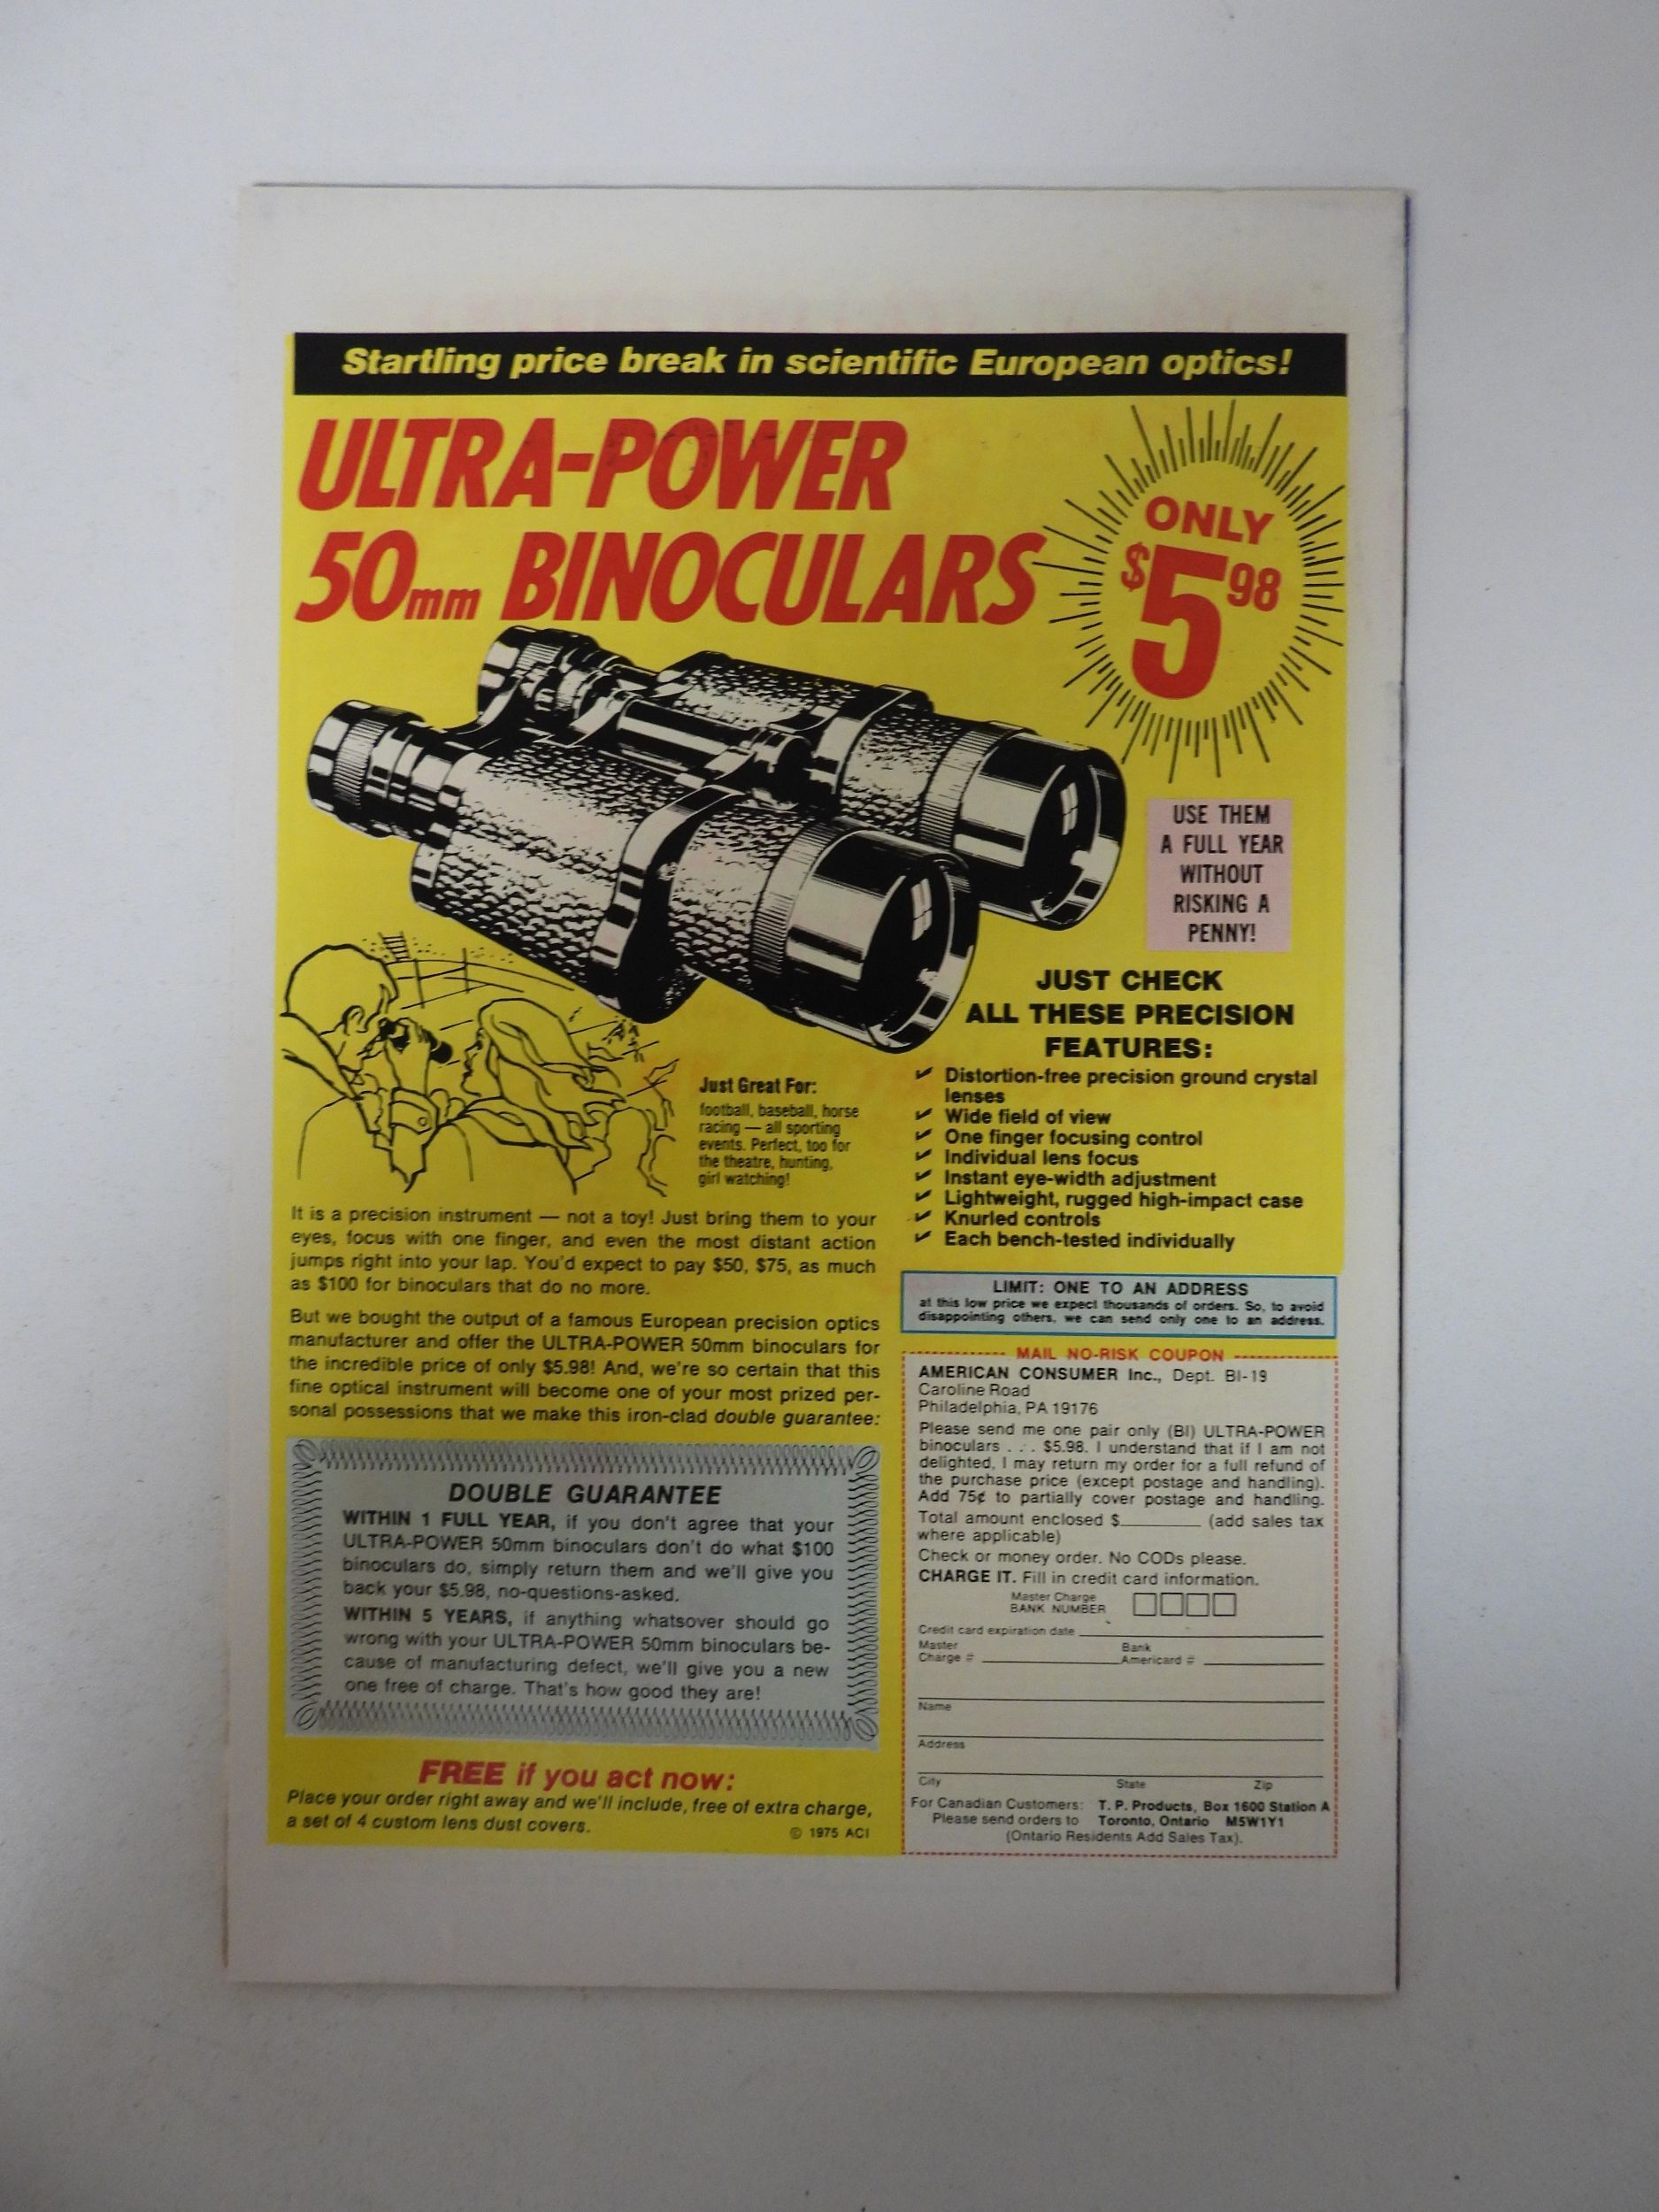 Startling price break in scientific European optics!
ULTRA-POWER
50mm BINOCULARS
ONLY
$5 98
USE THEM
A FULL YEAR
WITHOUT
RISKING A
PENNY!
JUST CHECK
ALL THESE PRECISION
FEATURES:
✔ Distortion-free precision ground crystal
lenses
✔ Wide field of view
✔ One finger focusing control
✔ Individual lens focus
✔ Instant eye-width adjustment
✔ Lightweight, rugged high-impact case
✔ Knurled controls
✔ Each bench-tested individually
Just Great For:
football, baseball, horse
racing — all sporting
events. Perfect, too for
the theatre, hunting,
girl watching!
It is a precision instrument — not a toy! Just bring them to your
eyes, focus with one finger, and even the most distant action
jumps right into your lap. You'd expect to pay $50, $75, as much
as $100 for binoculars that do no more.
But we bought the output of a famous European precision optics
manufacturer and offer the ULTRA-POWER 50mm binoculars for
the incredible price of only $5.98! And, we're so certain that this
fine optical instrument will become one of your most prized per-
sonal possessions that we make this iron-clad double guarantee:
DOUBLE GUARANTEE
WITHIN 1 FULL YEAR, if you don't agree that your
ULTRA-POWER 50mm binoculars don't do what $100
binoculars do, simply return them and we'll give you
back your $5.98, no-questions-asked.
WITHIN 5 YEARS, if anything whatsover should go
wrong with your ULTRA-POWER 50mm binoculars be-
cause of manufacturing defect, we'll give you a new
one free of charge. That's how good they are!
FREE if you act now:
Place your order right away and we'll include, free of extra charge,
a set of 4 custom lens dust covers.
© 1975 ACI
LIMIT: ONE TO AN ADDRESS
at this low price we expect thousands of orders. So, to avoid
disappointing others, we can send only one to an address.
MAIL NO-RISK COUPON
AMERICAN CONSUMER Inc., Dept. BI-19
Caroline Road
Philadelphia, PA 19176
Please send me one pair only (BI) ULTRA-POWER
binoculars . . . $5.98. I understand that if I am not
delighted, I may return my order for a full refund of
the purchase price (except postage and handling).
Add 75¢ to partially cover postage and handling.
Total amount enclosed $________ (add sales tax
where applicable)
Check or money order. No CODs please.
CHARGE IT. Fill in credit card information.
Master Charge
BANK NUMBER
Credit card expiration date
Master Bank
Charge # Americard #
Name
Address
City State Zip
For Canadian Customers: T. P. Products, Box 1600 Station A
Please send orders to Toronto, Ontario M5W1Y1
(Ontario Residents Add Sales Tax).